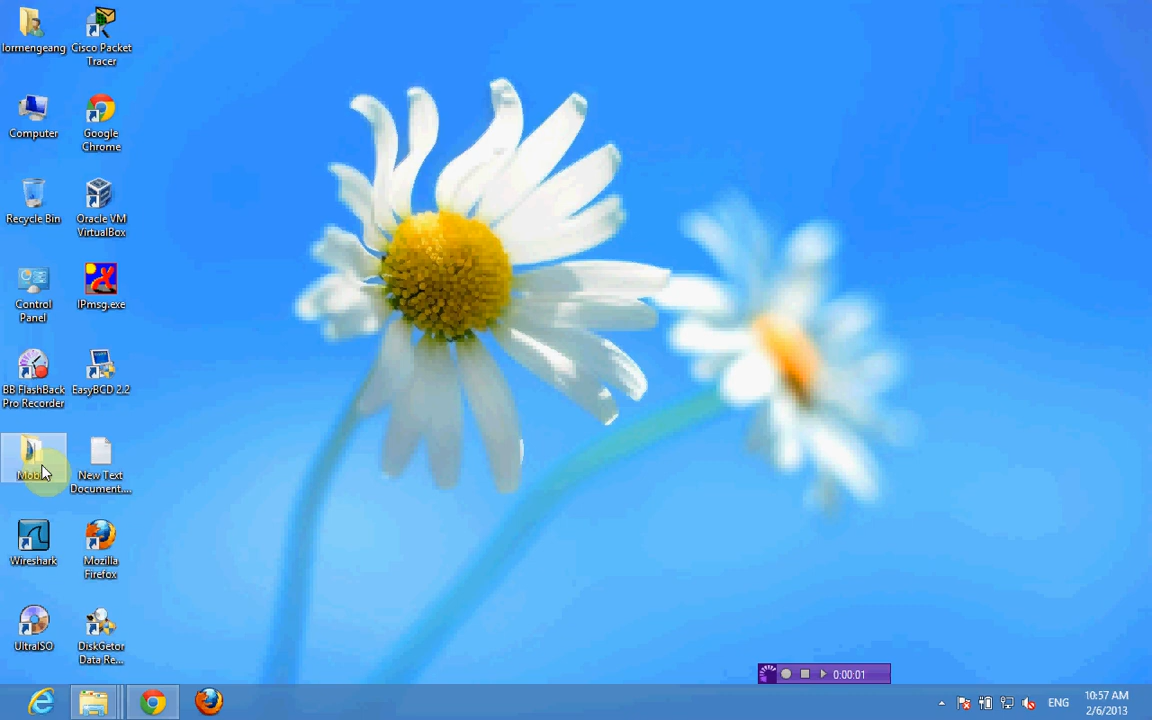 lormengeang
Cisco Packet
Tracer
Computer
Google
Chrome
Recycle Bin
Oracle VM
VirtualBox
Control
Panel
IPmsg.exe
BB FlashBack
Pro Recorder
EasyBCD 2.2
New Text
Document....
Wireshark
Mozilla
Firefox
UltraISO
DiskGetor
Data Re...
0:00:01
ENG
10:57 AM
2/6/2013